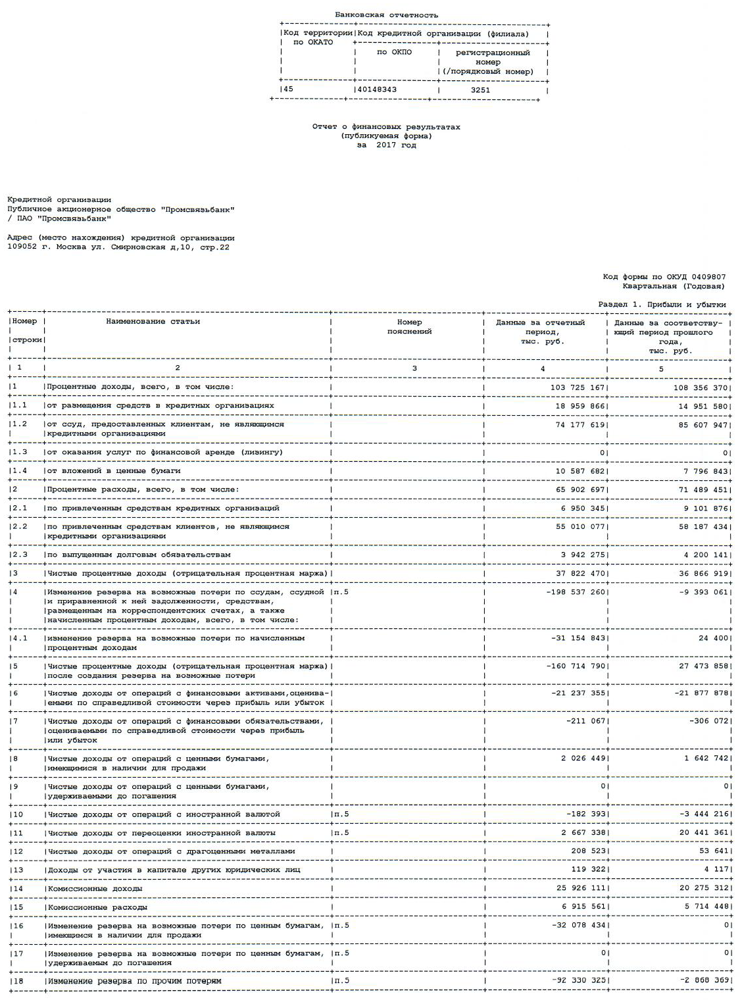 Банковская отчетность
Код территории по ОКАТО | Код кредитной организации (филиала)
по ОКПО | регистрационный номер (/порядковый номер)
45 | 40148343 | 3251
Отчет о финансовых результатах
(публикуемая форма)
за 2017 год
Кредитной организации
Публичное акционерное общество "Промсвязьбанк"
/ ПАО "Промсвязьбанк"
Адрес (место нахождения) кредитной организации
109052 г. Москва ул. Смирновская д,10, стр.22
Код формы по ОКУД 0409807
Квартальная (Годовая)
Раздел 1. Прибыли и убытки
Номер строки | Наименование статьи | Номер пояснений | Данные за отчетный период, тыс. руб. | Данные за соответству- ющий период прошлого года, тыс. руб.
1 | 2 | 3 | 4 | 5
1 | Процентные доходы, всего, в том числе: | 103 725 167 | 108 356 370
1.1 | от размещения средств в кредитных организациях | 18 959 866 | 14 951 580
1.2 | от ссуд, предоставленных клиентам, не являющимся | 74 177 619 | 85 607 947
кредитными организациями
1.3 | от оказания услуг по финансовой аренде (лизингу) | 0 | 0
1.4 | от вложений в ценные бумаги | 10 587 682 | 7 796 843
2 | Процентные расходы, всего, в том числе: | 65 902 697 | 71 489 451
2.1 | по привлеченным средствам кредитных организаций | 6 950 345 | 9 101 876
2.2 | по привлеченным средствам клиентов, не являющимся | 55 010 077 | 58 187 434
кредитными организациями
2.3 | по выпущенным долговым обязательствам | 3 942 275 | 4 200 141
3 | Чистые процентные доходы (отрицательная процентная маржа) | 37 822 470 | 36 866 919
4 | Изменение резерва на возможные потери по ссудам, ссудной | п.5 | -198 537 260 | -9 393 061
и приравненной к ней задолженности, средствам,
размещенным на корреспондентских счетах, а также
начисленным процентным доходам, всего, в том числе:
4.1 | изменение резерва на возможные потери по начисленным | -31 154 843 | 24 400
процентным доходам
5 | Чистые процентные доходы (отрицательная процентная маржа) | -160 714 790 | 27 473 858
после создания резерва на возможные потери
6 | Чистые доходы от операций с финансовыми активами,оценива- | -21 237 355 | -21 877 878
емыми по справедливой стоимости через прибыль или убыток
7 | Чистые доходы от операций с финансовыми обязательствами, | -211 067 | -306 072
оцениваемыми по справедливой стоимости через прибыль
или убыток
8 | Чистые доходы от операций с ценными бумагами, | 2 026 449 | 1 642 742
имеющимися в наличии для продажи
9 | Чистые доходы от операций с ценными бумагами, | 0 | 0
удерживаемыми до погашения
10 | Чистые доходы от операций с иностранной валютой | п.5 | -182 393 | -3 444 216
11 | Чистые доходы от переоценки иностранной валюты | п.5 | 2 667 338 | 20 441 361
12 | Чистые доходы от операций с драгоценными металлами | 208 523 | 53 641
13 | Доходы от участия в капитале других юридических лиц | 119 322 | 4 117
14 | Комиссионные доходы | 25 926 111 | 20 275 312
15 | Комиссионные расходы | 6 915 561 | 5 714 448
16 | Изменение резерва на возможные потери по ценным бумагам, | п.5 | -32 078 434 | 0
имеющимся в наличии для продажи
17 | Изменение резерва на возможные потери по ценным бумагам, | п.5 | 0 | 0
удерживаемым до погашения
18 | Изменение резерва по прочим потерям | п.5 | -92 330 325 | -2 868 369